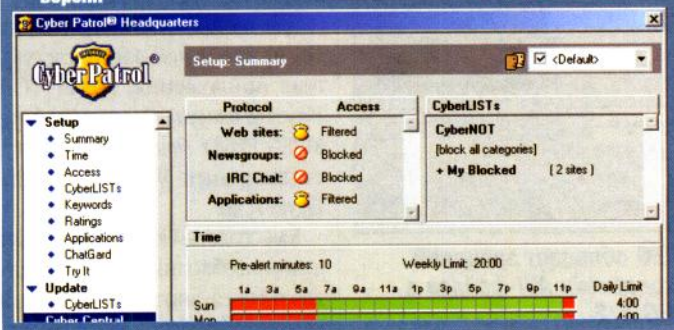 Cyber Patrol® Headquarters
CyberPatrol®
Setup: Summary
<Default>
Protocol Access
Web sites: Filtered
Newsgroups: Blocked
IRC Chat: Blocked
Applications: Filtered
CyberLISTs
CyberNOT
[block all categories]
+ My Blocked [ 2 sites ]
Setup
Summary
Time
Access
CyberLISTs
Keywords
Ratings
Applications
ChatGard
Try It
Update
CyberLISTs
Cyber Central
Time
Pre-alert minutes: 10 Weekly Limit: 20:00
1a 3a 5a 7a 9a 11a 1p 3p 5p 7p 9p 11p Daily Limit
Sun 4:00
Mon 4:00